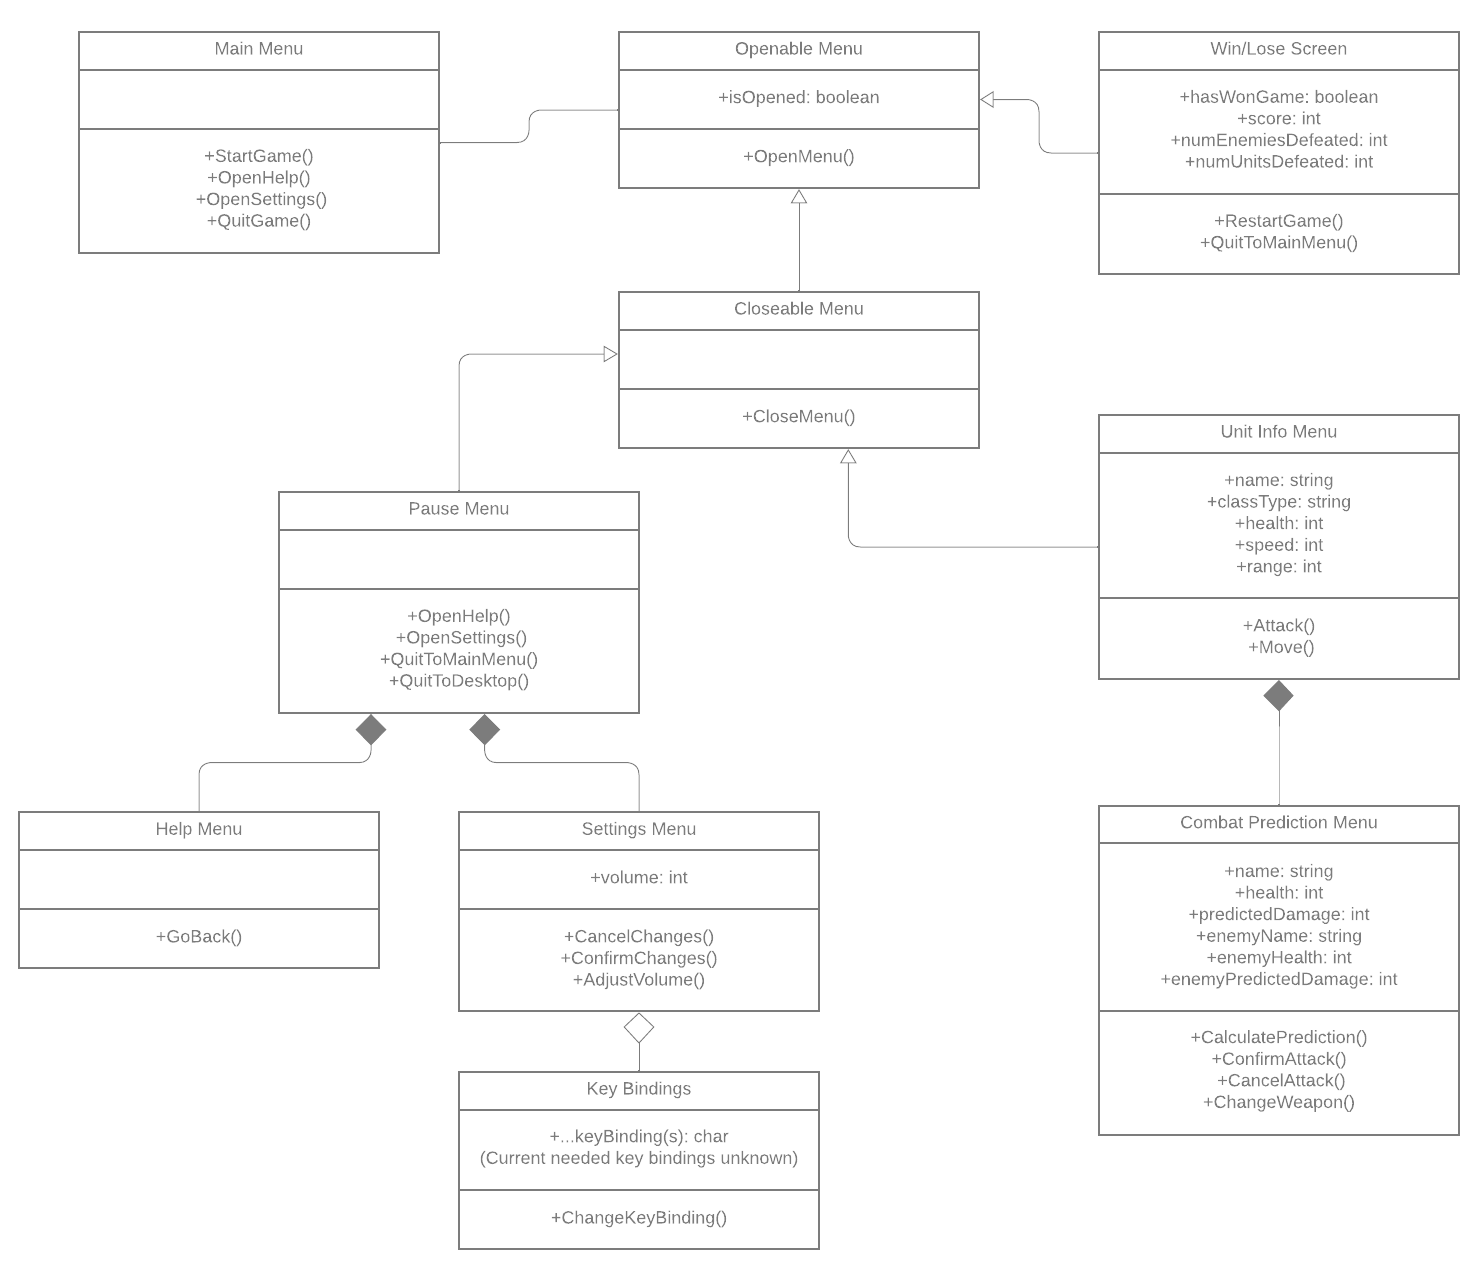 Main Menu
+StartGame()
+OpenHelp()
+OpenSettings()
+QuitGame()
Openable Menu
+isOpened: boolean
+OpenMenu()
Win/Lose Screen
+hasWonGame: boolean
+score: int
+numEnemiesDefeated: int
+numUnitsDefeated: int
+RestartGame()
+QuitToMainMenu()
Closeable Menu
+CloseMenu()
Unit Info Menu
+name: string
+classType: string
+health: int
+speed: int
+range: int
+Attack()
+Move()
Pause Menu
+OpenHelp()
+OpenSettings()
+QuitToMainMenu()
+QuitToDesktop()
Help Menu
+GoBack()
Settings Menu
+volume: int
+CancelChanges()
+ConfirmChanges()
+AdjustVolume()
Combat Prediction Menu
+name: string
+health: int
+predictedDamage: int
+enemyName: string
+enemyHealth: int
+enemyPredictedDamage: int
+CalculatePrediction()
+ConfirmAttack()
+CancelAttack()
+ChangeWeapon()
Key Bindings
+...keyBinding(s): char
(Current needed key bindings unknown)
+ChangeKeyBinding()